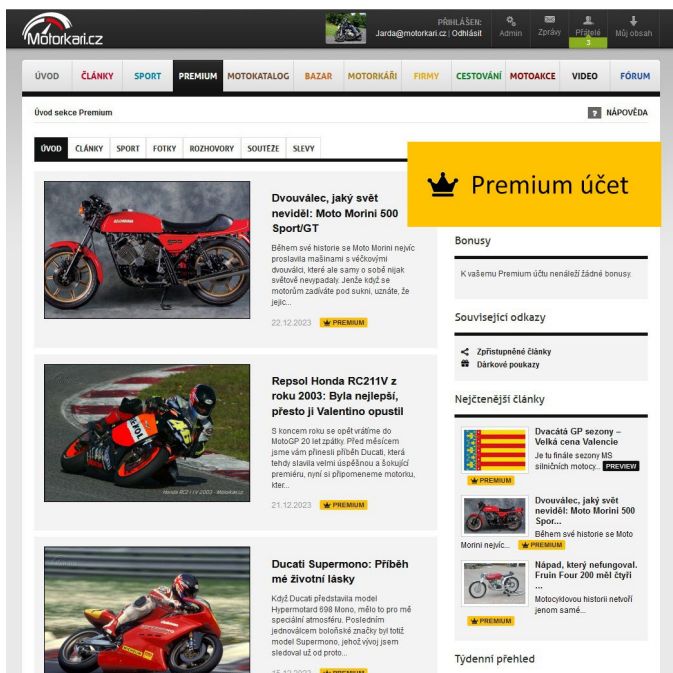 Motorkari.cz
PŘIHLÁŠEN:
Jarda@motorkari.cz | Odhlásit
Admin
Zprávy
Přátelé
3
Můj obsah
ÚVOD ČLÁNKY SPORT PREMIUM MOTOKATALOG BAZAR MOTORKÁŘI FIRMY CESTOVÁNÍ MOTOAKCE VIDEO FÓRUM
Úvod sekce Premium
? NÁPOVĚDA
ÚVOD ČLÁNKY SPORT FOTKY ROZHOVORY SOUTĚŽE SLEVY
Premium účet
Dvouválec, jaký svět
neviděl: Moto Morini 500
Sport/GT
Během své historie se Moto Morini nejvíc
proslavila mašinami s véčkovými
dvouválci, které ale samy o sobě nijak
světově nevypadaly. Jenže když se
motorům zadíváte pod sukni, uznáte, že
jejic...
22.12.2023 PREMIUM
Repsol Honda RC211V z
roku 2003: Byla nejlepší,
přesto ji Valentino opustil
S koncem roku se opět vrátíme do
MotoGP 20 let zpátky. Před měsícem
jsme vám přinesli příběh Ducati, která
tehdy slavila velmi úspěšnou a šokující
premiéru, nyní si připomeneme motorku,
kter...
21.12.2023 PREMIUM
Honda RC211V 2003 - Motorkari.cz
Ducati Supermono: Příběh
mé životní lásky
Když Ducati představila model
Hypermotard 698 Mono, mělo to pro mě
speciální atmosféru. Posledním
jednoválcem boloňské značky byl totiž
model Supermono, jehož vývoj jsem
sledoval už od proto...
15.12.2023 PREMIUM
Bonusy
K vašemu Premium účtu nenáleží žádné bonusy.
Související odkazy
Zpřístupněné články
Dárkové poukazy
Nejčtenější články
Dvacátá GP sezony –
Velká cena Valencie
Je tu finále sezony MS
silničních motocy... PREVIEW
PREMIUM
Dvouválec, jaký svět
neviděl: Moto Morini 500
Spor...
Během své historie se Moto
Morini nejvíc... PREMIUM
Nápad, který nefungoval.
Fruin Four 200 měl čtyři
...
Motocyklovou historii netvoří
jenom samé...
PREMIUM
Týdenní přehled